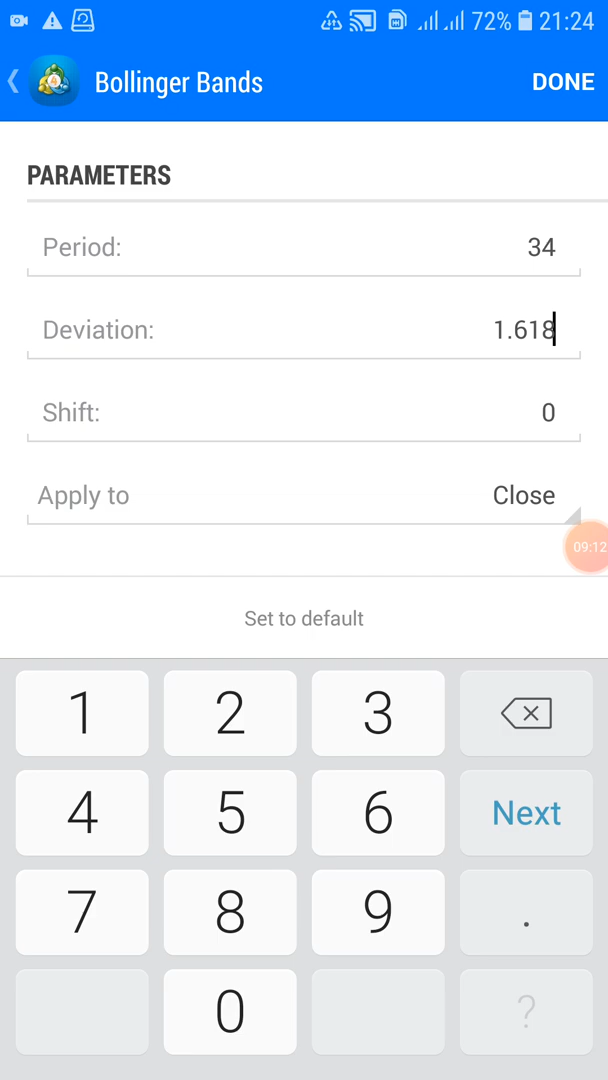 72% 21:24
Bollinger Bands DONE
PARAMETERS
Period: 34
Deviation: 1.618
Shift: 0
Apply to Close
09:12
Set to default
1 2 3
4 5 6 Next
7 8 9 .
0 ?